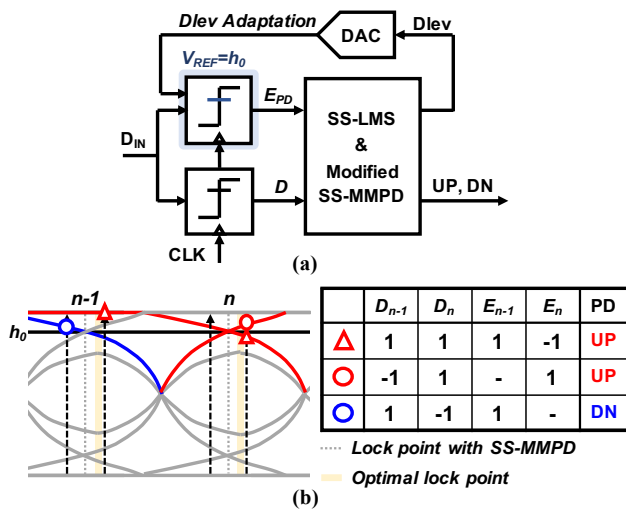 Dlev Adaptation
DAC
Dlev
V_REF=h_0
E_PD
D_IN
SS-LMS
&
Modified
SS-MMPD
D
UP, DN
CLK
(a)
n-1
n
h_0
D_n-1 D_n E_n-1 E_n PD
1 1 1 -1 UP
-1 1 - 1 UP
1 -1 1 - DN
Lock point with SS-MMPD
Optimal lock point
(b)